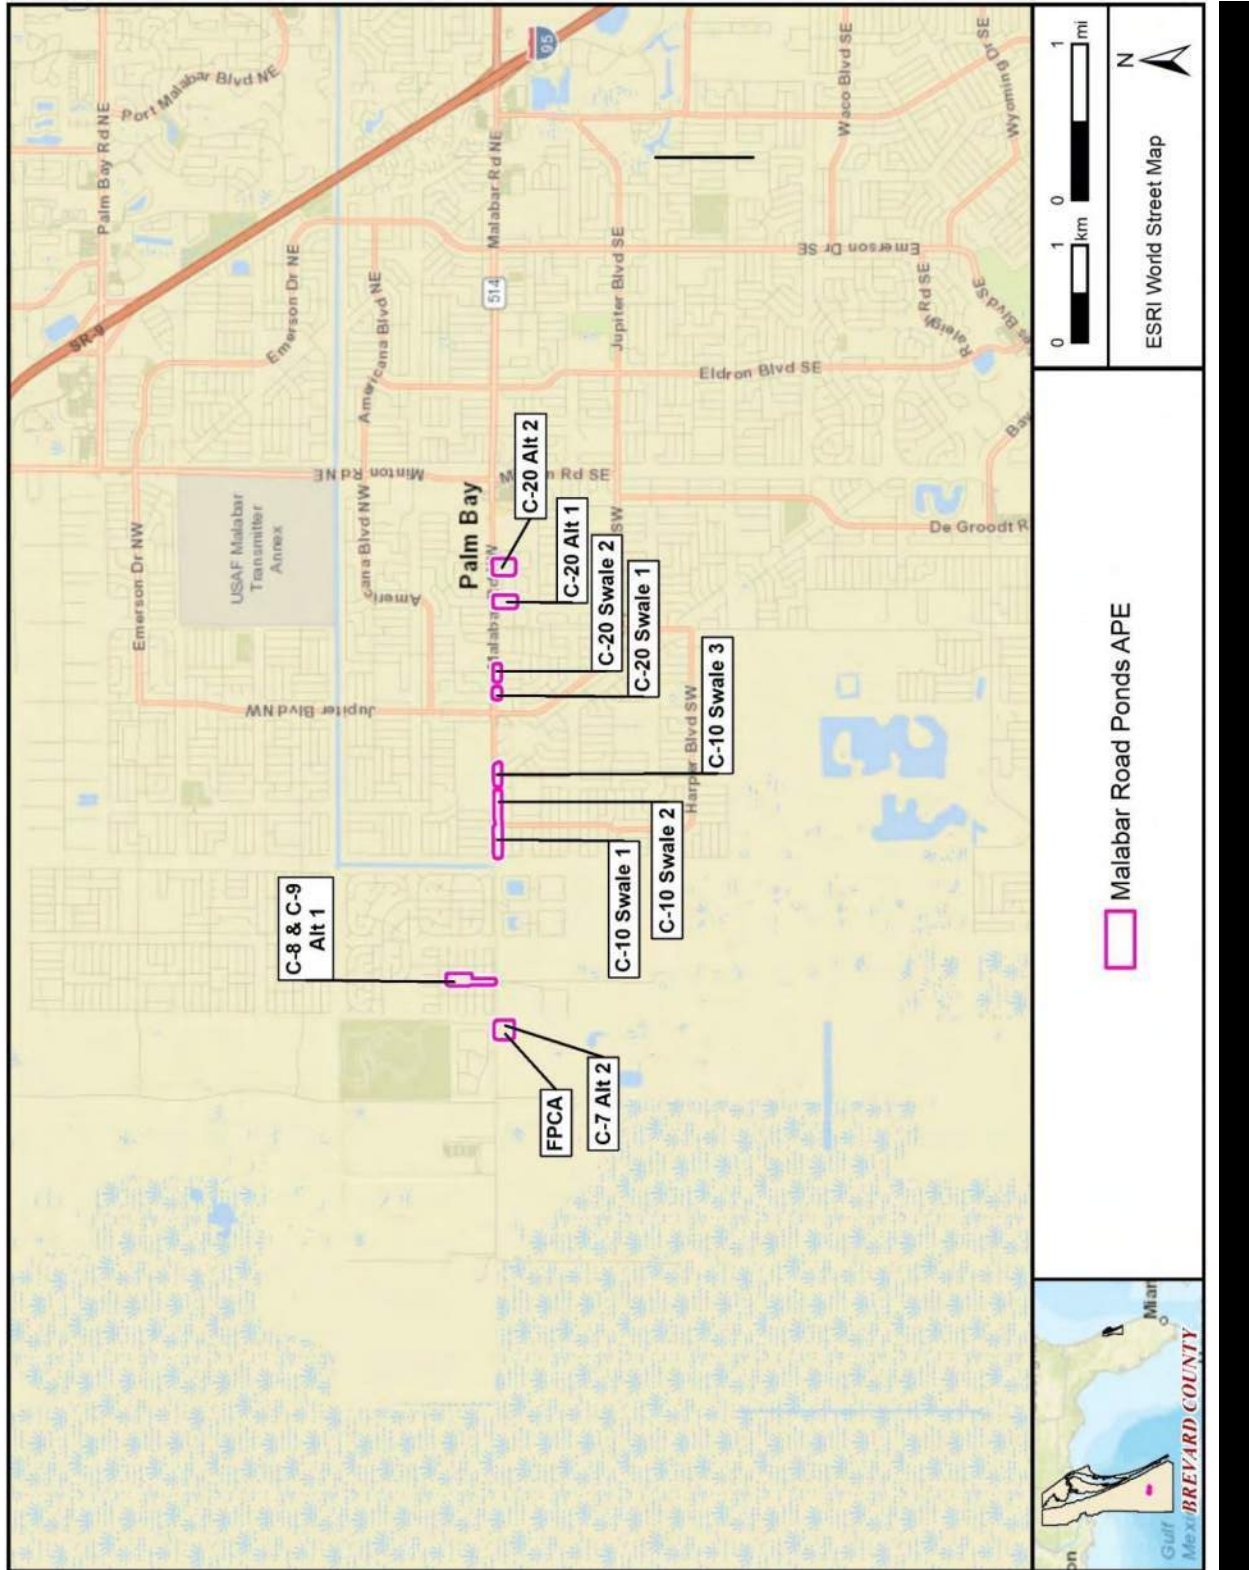 Port Malabar Blvd NE
Palm Bay Rd NE
95
SR-9
Emerson Dr NE
Americana Blvd NE
Malabar Rd NE
514
Jupiter Blvd SE
Waco Blvd SE
Wyoming Dr SE
Emerson Dr SE
Raleigh Rd SE
Eldron Blvd SE
Emerson Dr NW
USAF Malabar
Transmitter
Annex
Minton Rd NE
Rd SE
De Groodt R
Bay
Palm Bay
SW
Jupiter Blvd NW
Harper Blvd SW
C-20 Alt 2
C-20 Alt 1
C-20 Swale 2
C-20 Swale 1
C-10 Swale 3
C-10 Swale 2
C-10 Swale 1
C-8 & C-9
Alt 1
FPCA
C-7 Alt 2
Gulf
Mexi
BREVARD COUNTY
Miar
on
Malabar Road Ponds APE
0 1
km
0 1
mi
N
ESRI World Street Map